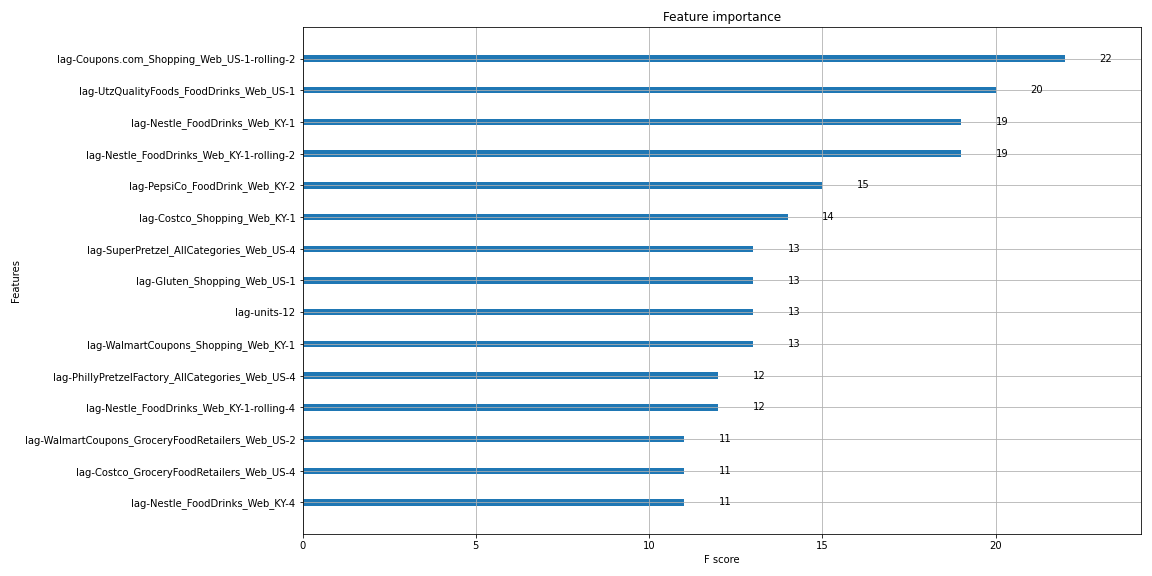 Feature importance
Features
lag-Coupons.com_Shopping_Web_US-1-rolling-2 22
lag-UtzQualityFoods_FoodDrinks_Web_US-1 20
lag-Nestle_FoodDrinks_Web_KY-1 19
lag-Nestle_FoodDrinks_Web_KY-1-rolling-2 19
lag-PepsiCo_FoodDrink_Web_KY-2 15
lag-Costco_Shopping_Web_KY-1 14
lag-SuperPretzel_AllCategories_Web_US-4 13
lag-Gluten_Shopping_Web_US-1 13
lag-units-12 13
lag-WalmartCoupons_Shopping_Web_KY-1 13
lag-PhillyPretzelFactory_AllCategories_Web_US-4 12
lag-Nestle_FoodDrinks_Web_KY-1-rolling-4 12
lag-WalmartCoupons_GroceryFoodRetailers_Web_US-2 11
lag-Costco_GroceryFoodRetailers_Web_US-4 11
lag-Nestle_FoodDrinks_Web_KY-4 11
0 5 10 15 20
F score